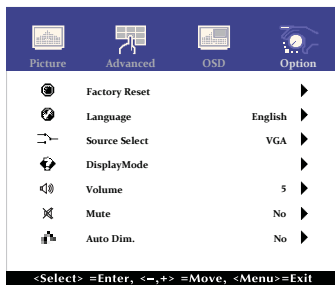 Picture Advanced OSD Option
Factory Reset
Language English
Source Select VGA
DisplayMode
Volume 5
Mute No
Auto Dim. No
<Select> =Enter, <–,+> =Move, <Menu>=Exit